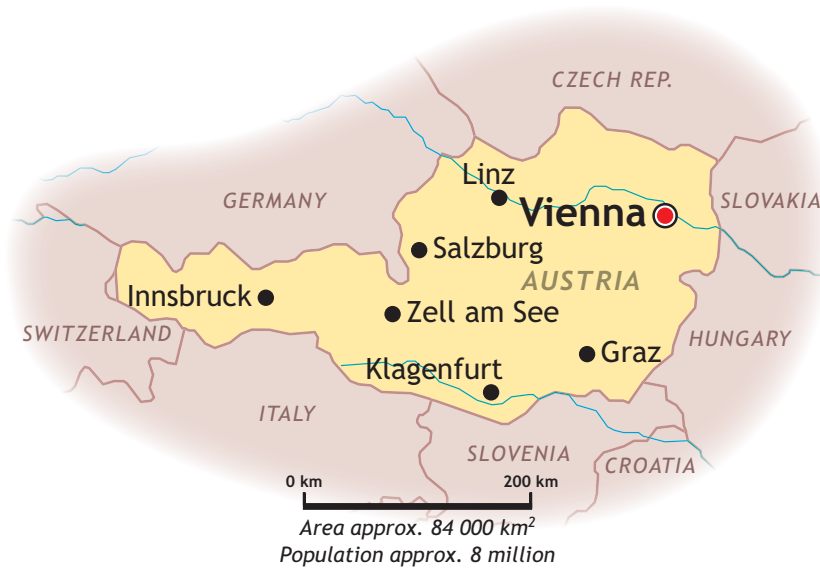 CZECH REP.
Linz
GERMANY
SLOVAKIA
Vienna
Salzburg
AUSTRIA
Innsbruck
Zell am See
SWITZERLAND
HUNGARY
Graz
Klagenfurt
ITALY
SLOVENIA
CROATIA
0 km 200 km
Area approx. 84 000 km²
Population approx. 8 million